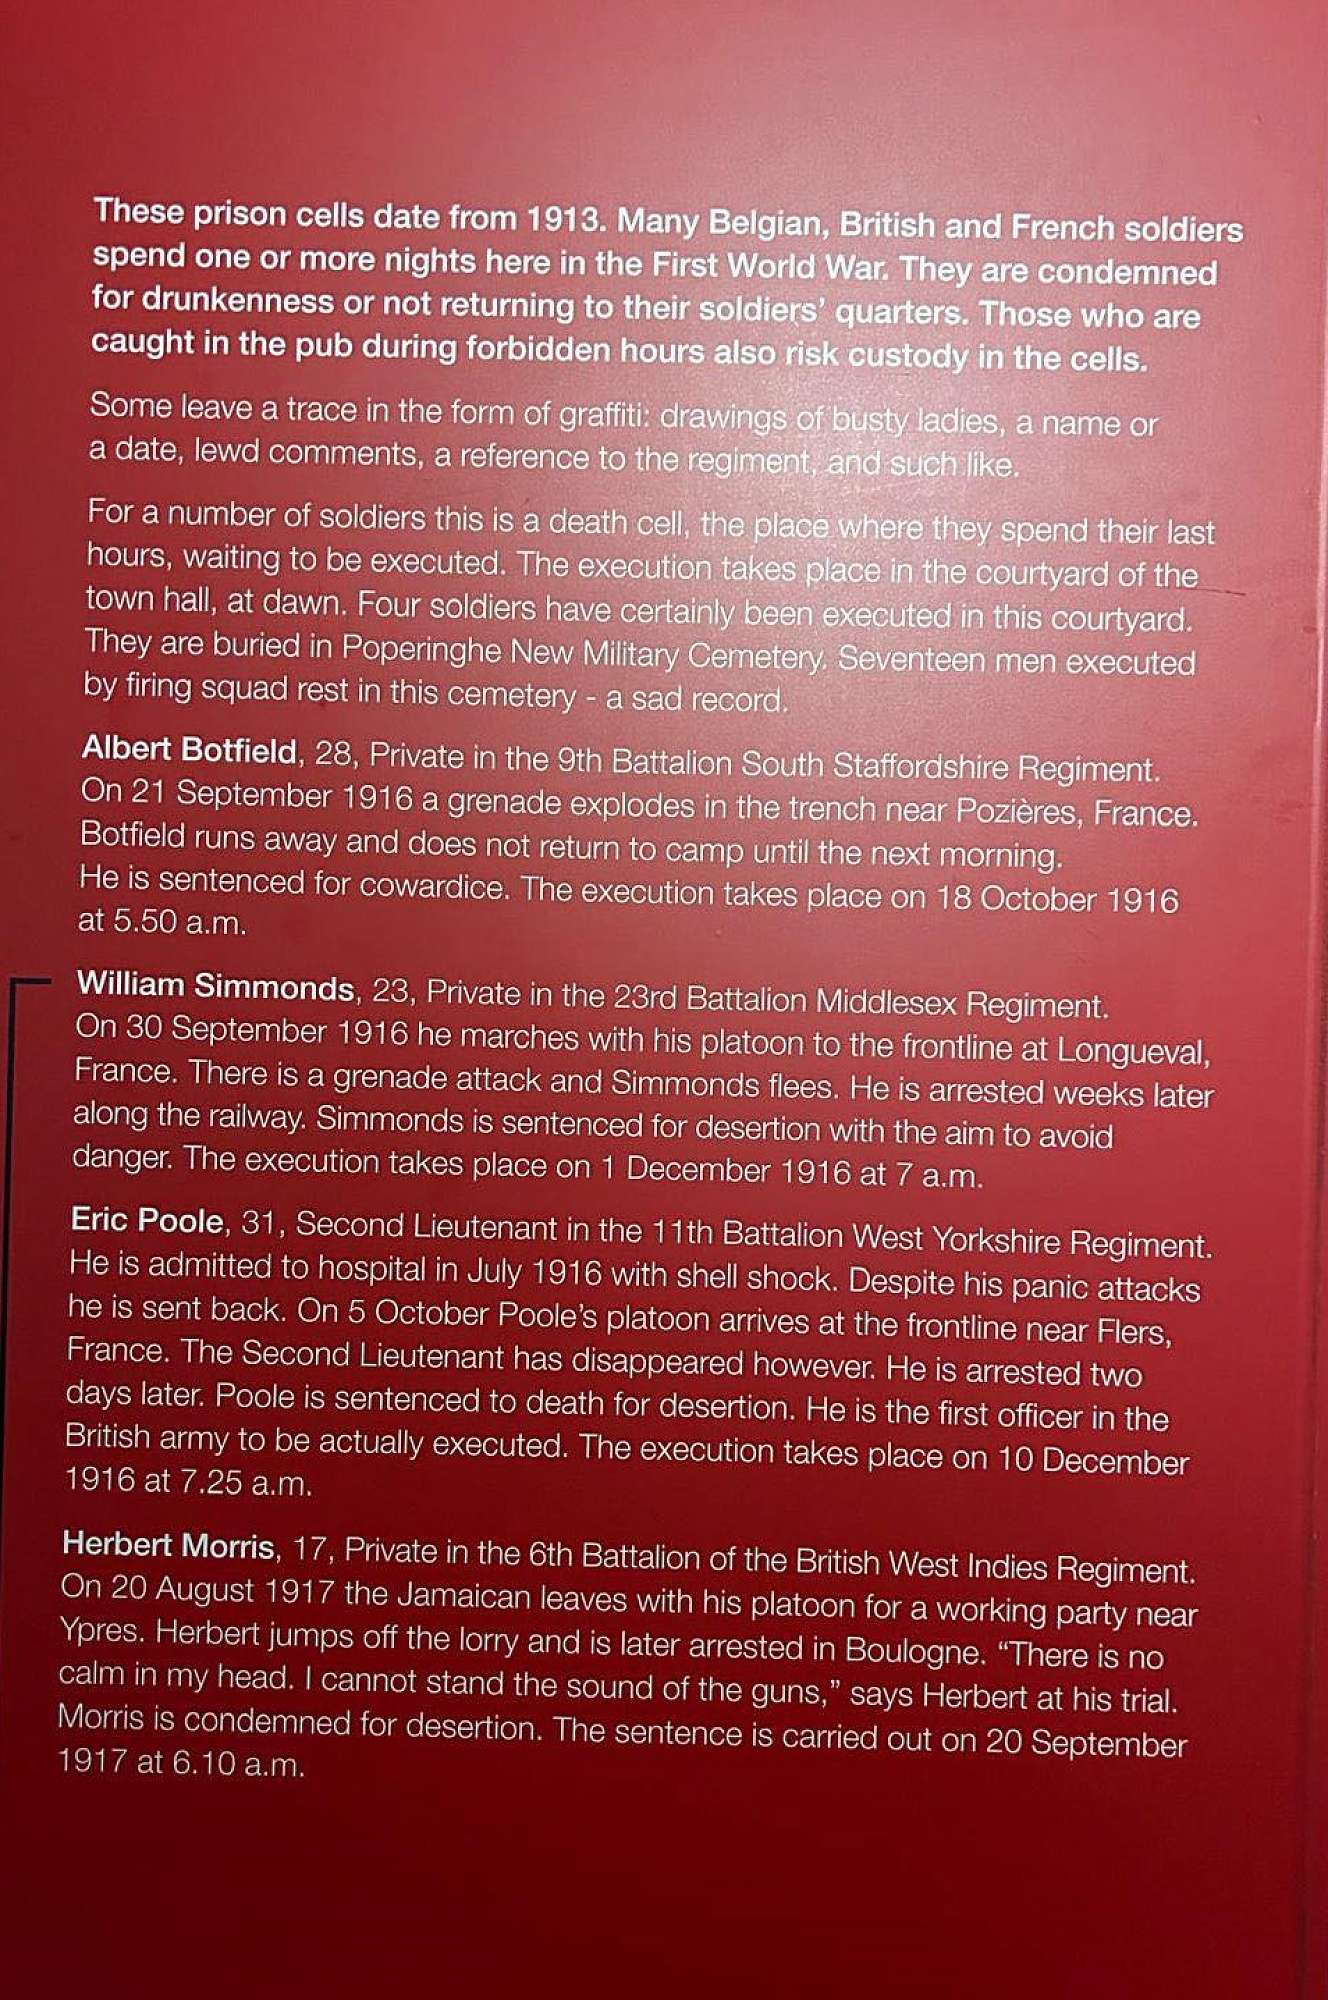 These prison cells date from 1913. Many Belgian, British and French soldiers
spend one or more nights here in the First World War. They are condemned
for drunkenness or not returning to their soldiers' quarters. Those who are
caught in the pub during forbidden hours also risk custody in the cells.
Some leave a trace in the form of graffiti: drawings of busty ladies, a name or
a date, lewd comments, a reference to the regiment, and such like.
For a number of soldiers this is a death cell, the place where they spend their last
hours, waiting to be executed. The execution takes place in the courtyard of the
town hall, at dawn. Four soldiers have certainly been executed in this courtyard.
They are buried in Poperinghe New Military Cemetery. Seventeen men executed
by firing squad rest in this cemetery - a sad record.
Albert Botfield, 28, Private in the 9th Battalion South Staffordshire Regiment.
On 21 September 1916 a grenade explodes in the trench near Pozières, France.
Botfield runs away and does not return to camp until the next morning.
He is sentenced for cowardice. The execution takes place on 18 October 1916
at 5.50 a.m.
William Simmonds, 23, Private in the 23rd Battalion Middlesex Regiment.
On 30 September 1916 he marches with his platoon to the frontline at Longueval,
France. There is a grenade attack and Simmonds flees. He is arrested weeks later
along the railway. Simmonds is sentenced for desertion with the aim to avoid
danger. The execution takes place on 1 December 1916 at 7 a.m.
Eric Poole, 31, Second Lieutenant in the 11th Battalion West Yorkshire Regiment.
He is admitted to hospital in July 1916 with shell shock. Despite his panic attacks
he is sent back. On 5 October Poole's platoon arrives at the frontline near Flers,
France. The Second Lieutenant has disappeared however. He is arrested two
days later. Poole is sentenced to death for desertion. He is the first officer in the
British army to be actually executed. The execution takes place on 10 December
1916 at 7.25 a.m.
Herbert Morris, 17, Private in the 6th Battalion of the British West Indies Regiment.
On 20 August 1917 the Jamaican leaves with his platoon for a working party near
Ypres. Herbert jumps off the lorry and is later arrested in Boulogne. “There is no
calm in my head. I cannot stand the sound of the guns,” says Herbert at his trial.
Morris is condemned for desertion. The sentence is carried out on 20 September
1917 at 6.10 a.m.